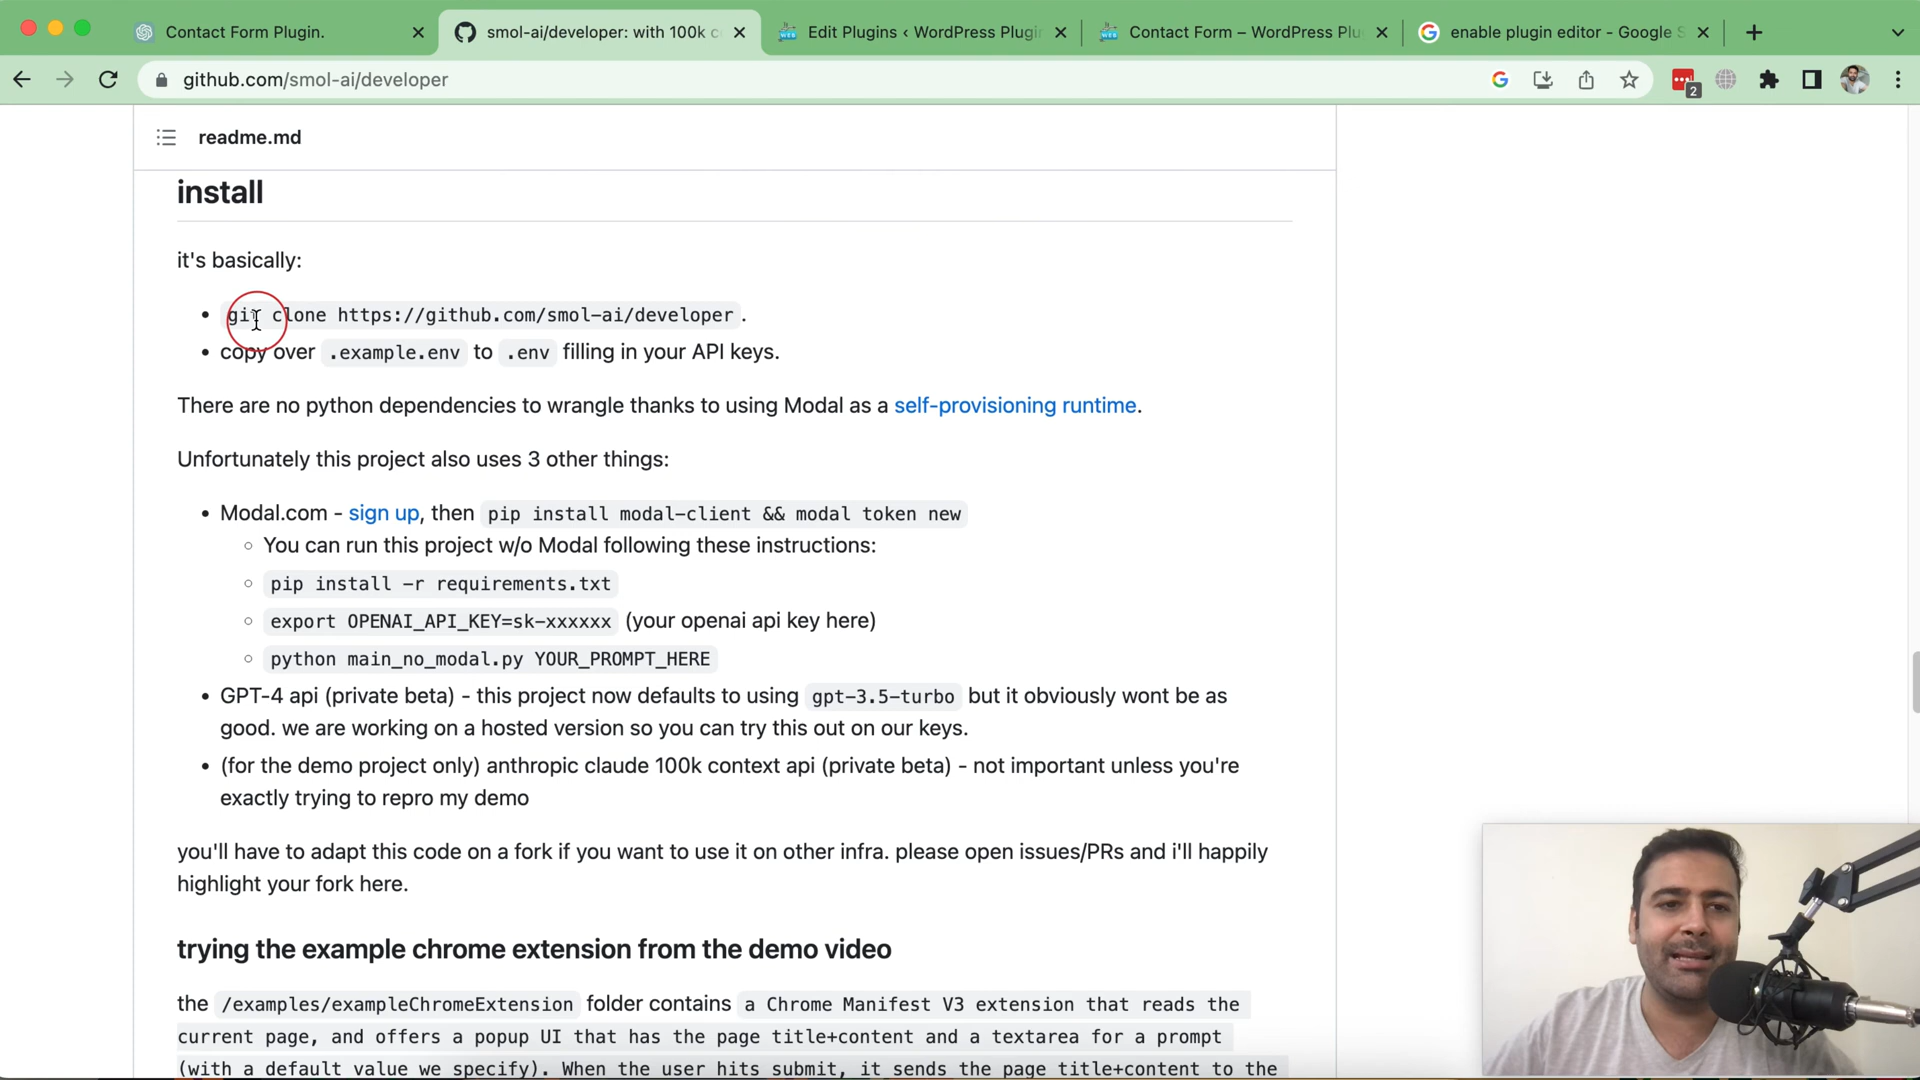 Contact Form Plugin.
smol-ai/developer: with 100k c
Edit Plugins ‹ WordPress Plugin
Contact Form – WordPress Plu
enable plugin editor - Google S
github.com/smol-ai/developer
2
readme.md
install
it's basically:
• git clone https://github.com/smol-ai/developer .
• copy over .example.env to .env filling in your API keys.
There are no python dependencies to wrangle thanks to using Modal as a self-provisioning runtime.
Unfortunately this project also uses 3 other things:
• Modal.com - sign up, then pip install modal-client && modal token new
◦ You can run this project w/o Modal following these instructions:
◦ pip install -r requirements.txt
◦ export OPENAI_API_KEY=sk-xxxxxx (your openai api key here)
◦ python main_no_modal.py YOUR_PROMPT_HERE
• GPT-4 api (private beta) - this project now defaults to using gpt-3.5-turbo but it obviously wont be as
good. we are working on a hosted version so you can try this out on our keys.
• (for the demo project only) anthropic claude 100k context api (private beta) - not important unless you're
exactly trying to repro my demo
you'll have to adapt this code on a fork if you want to use it on other infra. please open issues/PRs and i'll happily
highlight your fork here.
trying the example chrome extension from the demo video
the /examples/exampleChromeExtension folder contains a Chrome Manifest V3 extension that reads the
current page, and offers a popup UI that has the page title+content and a textarea for a prompt
(with a default value we specify). When the user hits submit, it sends the page title+content to the